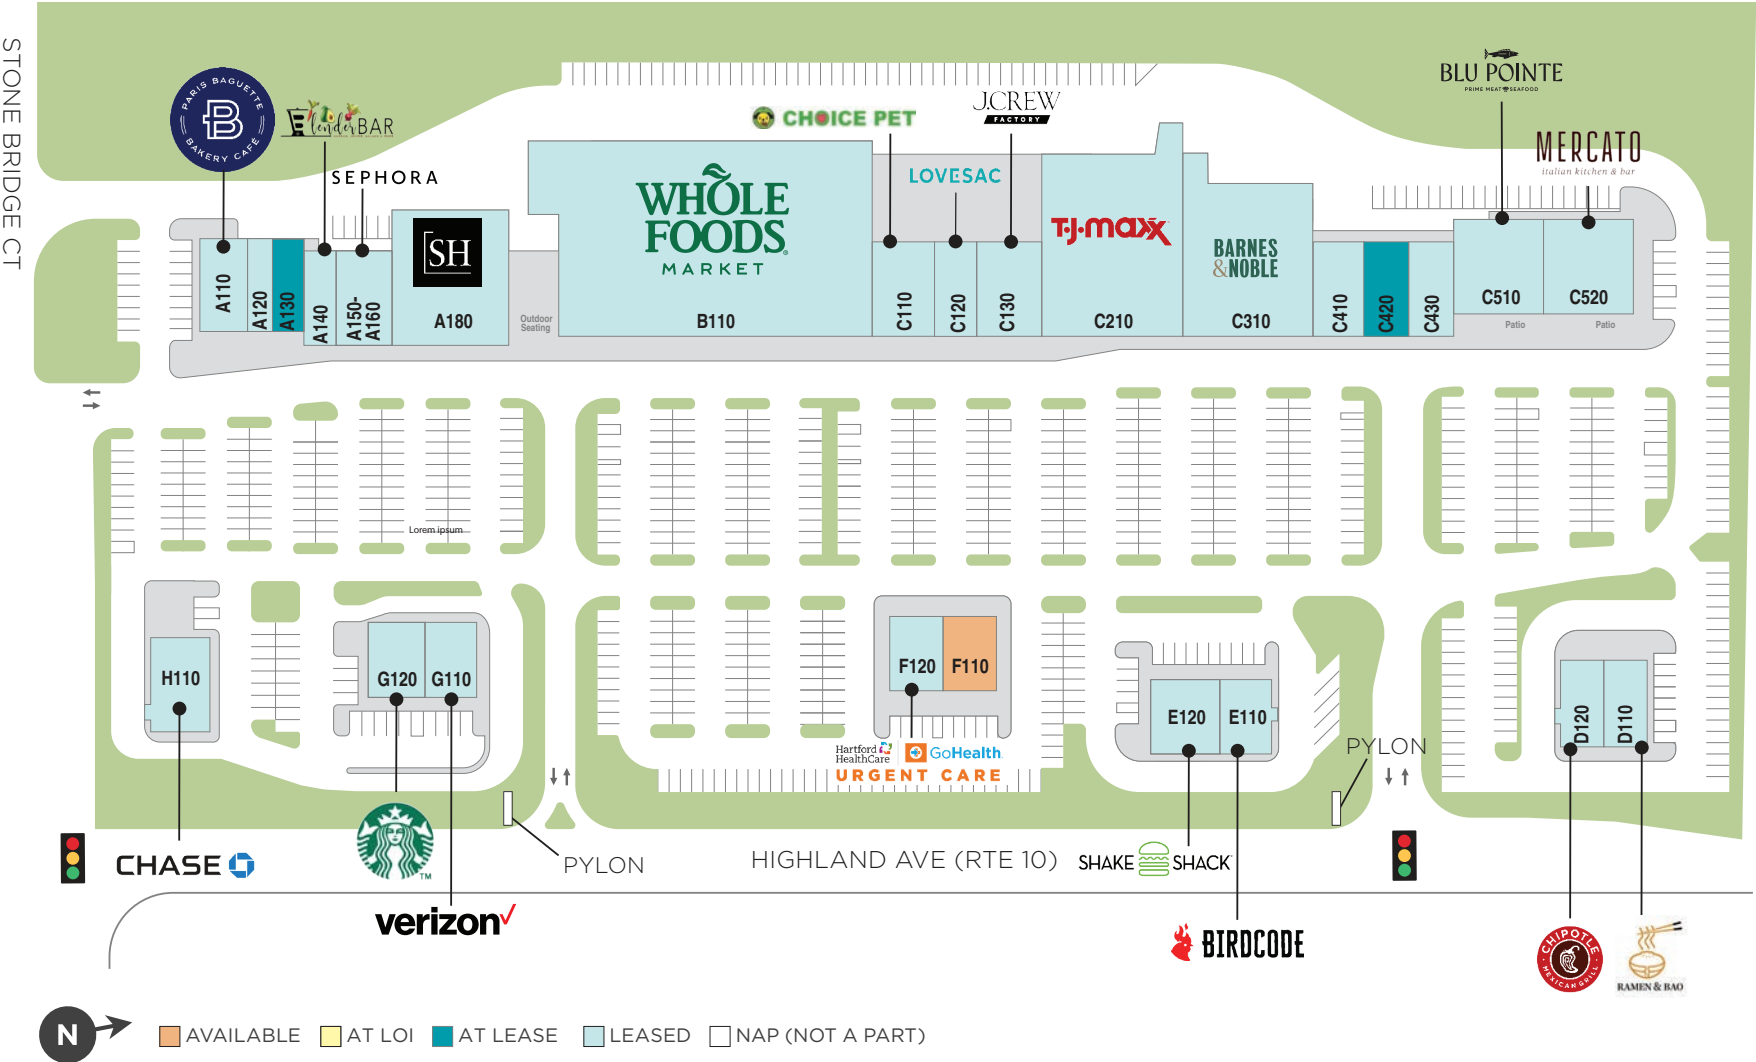 STONE BRIDGE CT
PARIS BAGUETTE
B
BAKERY CAFÉ
ElenderBAR
SEPHORA
SH
WHOLE
FOODS
MARKET
CHOICE PET
J.CREW
FACTORY
LOVESAC
T.J.maxx
BARNES
&NOBLE
BLU POINTE
PRIME MEAT SEAFOOD
MERCATO
italian kitchen & bar
A110
A120
A130
A140
A150-
A160
A180
Outdoor
Seating
B110
C110
C120
C130
C210
C310
C410
C420
C430
C510
C520
Patio
Patio
Lorem ipsum
H110
G120
G110
F120
F110
E120
E110
D120
D110
Hartford
HealthCare
GoHealth
URGENT CARE
PYLON
PYLON
HIGHLAND AVE (RTE 10)
CHASE
TM
verizon
SHAKE SHACK
BIRDCODE
CHIPOTLE
MEXICAN GRILL
RAMEN & BAO
N
AVAILABLE
AT LOI
AT LEASE
LEASED
NAP (NOT A PART)